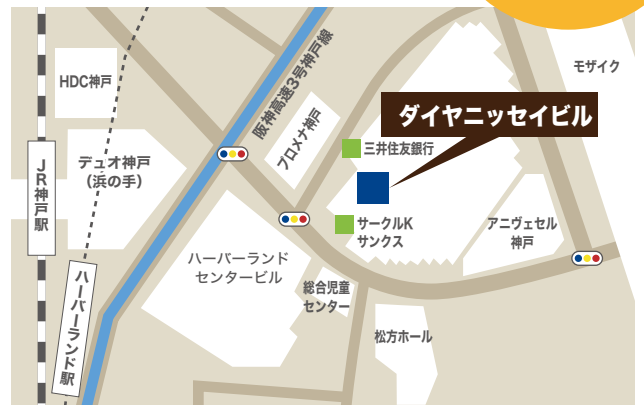 モザイク
HDC神戸
阪神高速3号神戸線
プロメナ神戸
ダイヤニッセイビル
三井住友銀行
デュオ神戸
(浜の手)
JR神戸駅
サークルK
サンクス
アニヴェセル
神戸
ハーバーランド
センタービル
総合児童
センター
ハーバーランド駅
松方ホール